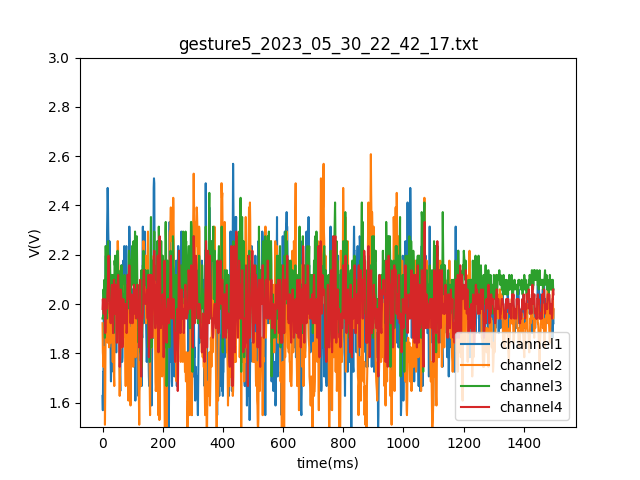 gesture5_2023_05_30_22_42_17.txt
3.0
2.8
2.6
2.4
2.2
2.0
1.8
1.6
V(V)
channel1
channel2
channel3
channel4
0 200 400 600 800 1000 1200 1400
time(ms)